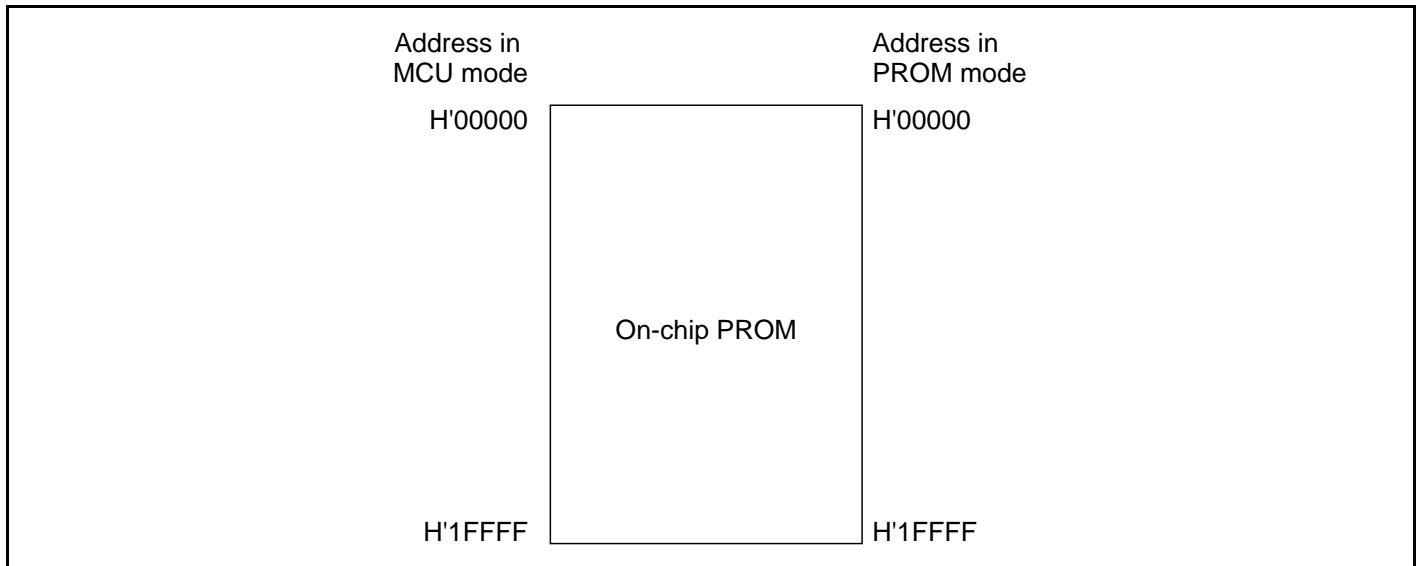 Address in
MCU mode
Address in
PROM mode
H'00000
H'00000
On-chip PROM
H'1FFFF
H'1FFFF